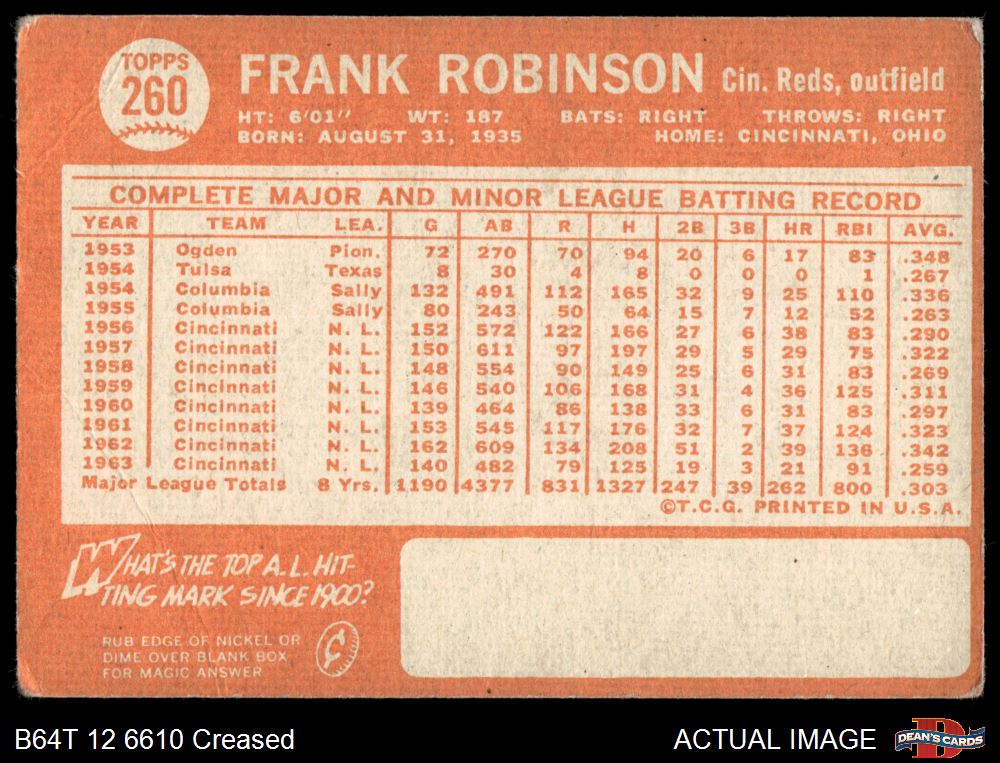 TOPPS
260
FRANK ROBINSON Cin. Reds, outfield
HT: 6'01" WT: 187 BATS: RIGHT THROWS: RIGHT
BORN: AUGUST 31, 1935 HOME: CINCINNATI, OHIO
COMPLETE MAJOR AND MINOR LEAGUE BATTING RECORD
YEAR TEAM LEA. G AB R H 2B 3B HR RBI AVG.
1953 Ogden Pion. 72 270 70 94 20 6 17 83 .348
1954 Tulsa Texas 8 30 4 8 0 0 0 1 .267
1954 Columbia Sally 132 491 112 165 32 9 25 110 .336
1955 Columbia Sally 80 243 50 64 15 7 12 52 .263
1956 Cincinnati N. L. 152 572 122 166 27 6 38 83 .290
1957 Cincinnati N. L. 150 611 97 197 29 5 29 75 .322
1958 Cincinnati N. L. 148 554 90 149 25 6 31 83 .269
1959 Cincinnati N. L. 146 540 106 168 31 4 36 125 .311
1960 Cincinnati N. L. 139 464 86 138 33 6 31 83 .297
1961 Cincinnati N. L. 153 545 117 176 32 7 37 124 .323
1962 Cincinnati N. L. 162 609 134 208 51 2 39 136 .342
1963 Cincinnati N. L. 140 482 79 125 19 3 21 91 .259
Major League Totals 8 Yrs. 1190 4377 831 1327 247 39 262 800 .303
©T.C.G. PRINTED IN U.S.A.
WHAT'S THE TOP A.L. HIT-
TING MARK SINCE 1900?
RUB EDGE OF NICKEL OR
DIME OVER BLANK BOX
FOR MAGIC ANSWER
¢
B64T 12 6610 Creased ACTUAL IMAGE
D
DEAN'S CARDS